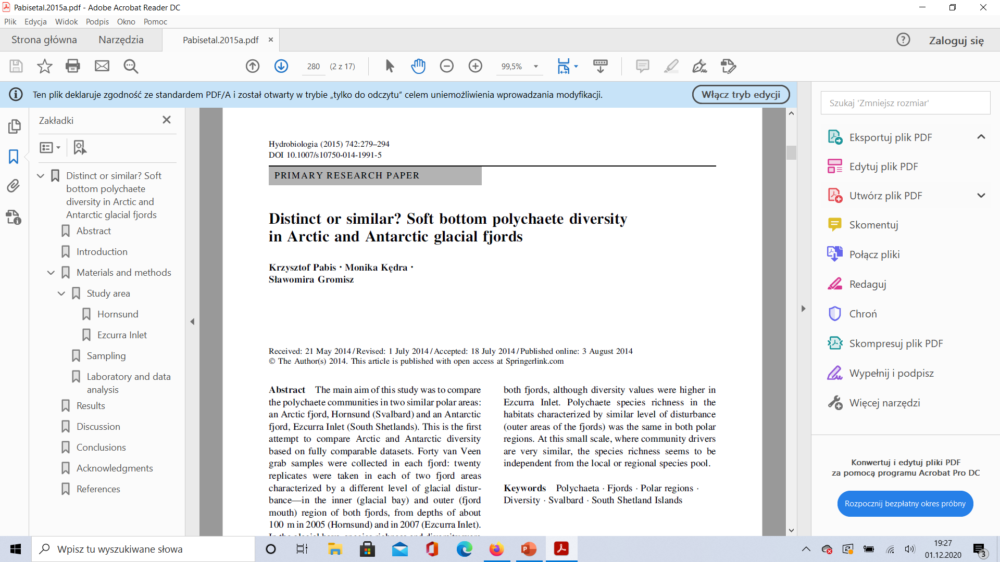 Pabisetal.2015a.pdf - Adobe Acrobat Reader DC
Plik Edycja Widok Podpis Okno Pomoc
Strona główna Narzędzia Pabisetal.2015a.pdf Zaloguj się
280 (2 z 17) 99,5%
Ten plik deklaruje zgodność ze standardem PDF/A i został otwarty w trybie „tylko do odczytu” celem uniemożliwienia wprowadzania modyfikacji.
Włącz tryb edycji
Zakładki
Distinct or similar? Soft
bottom polychaete
diversity in Arctic and
Antarctic glacial fjords
Abstract
Introduction
Materials and methods
Study area
Hornsund
Ezcurra Inlet
Sampling
Laboratory and data
analysis
Results
Discussion
Conclusions
Acknowledgments
References
Hydrobiologia (2015) 742:279–294
DOI 10.1007/s10750-014-1991-5
PRIMARY RESEARCH PAPER
Distinct or similar? Soft bottom polychaete diversity
in Arctic and Antarctic glacial fjords
Krzysztof Pabis · Monika Kędra ·
Sławomira Gromisz
Received: 21 May 2014 / Revised: 1 July 2014 / Accepted: 18 July 2014 / Published online: 3 August 2014
© The Author(s) 2014. This article is published with open access at Springerlink.com
Abstract The main aim of this study was to compare
the polychaete communities in two similar polar areas:
an Arctic fjord, Hornsund (Svalbard) and an Antarctic
fjord, Ezcurra Inlet (South Shetlands). This is the first
attempt to compare Arctic and Antarctic diversity
based on fully comparable datasets. Forty van Veen
grab samples were collected in each fjord: twenty
replicates were taken in each of two fjord areas
characterized by a different level of glacial distur-
bance—in the inner (glacial bay) and outer (fjord
mouth) region of both fjords, from depths of about
100 m in 2005 (Hornsund) and in 2007 (Ezcurra Inlet).
both fjords, although diversity values were higher in
Ezcurra Inlet. Polychaete species richness in the
habitats characterized by similar level of disturbance
(outer areas of the fjords) was the same in both polar
regions. At this small scale, where community drivers
are very similar, the species richness seems to be
independent from the local or regional species pool.
Keywords Polychaeta · Fjords · Polar regions ·
Diversity · Svalbard · South Shetland Islands
Szukaj 'Zmniejsz rozmiar'
Eksportuj plik PDF
Edytuj plik PDF
Utwórz plik PDF
Skomentuj
Połącz pliki
Redaguj
Chroń
Skompresuj plik PDF
Wypełnij i podpisz
Więcej narzędzi
Konwertuj i edytuj pliki PDF
za pomocą programu Acrobat Pro DC
Rozpocznij bezpłatny okres próbny
Wpisz tu wyszukiwane słowa
19:27
01.12.2020
3